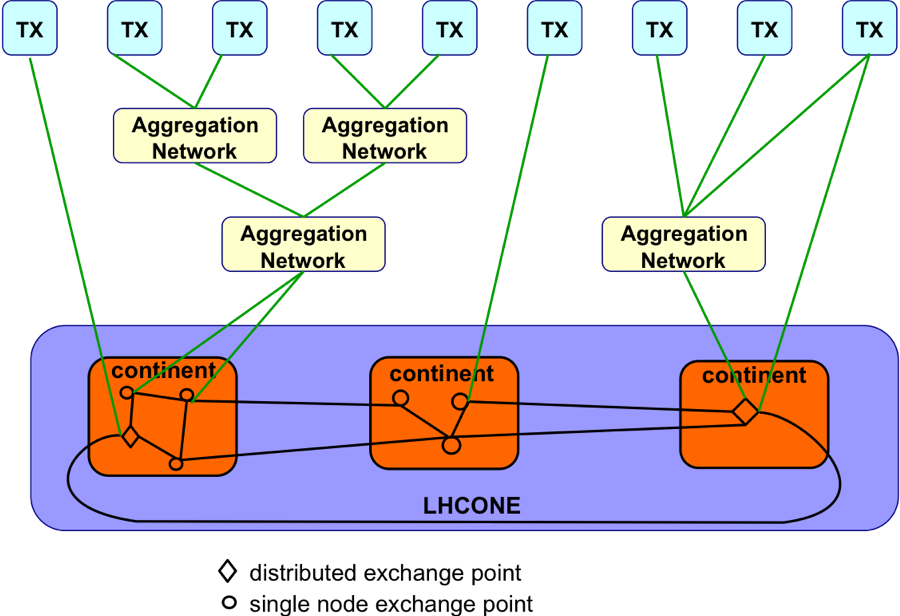 TX TX TX TX TX TX TX TX TX
Aggregation
Network
Aggregation
Network
Aggregation
Network
Aggregation
Network
continent
continent
continent
LHCONE
distributed exchange point
single node exchange point